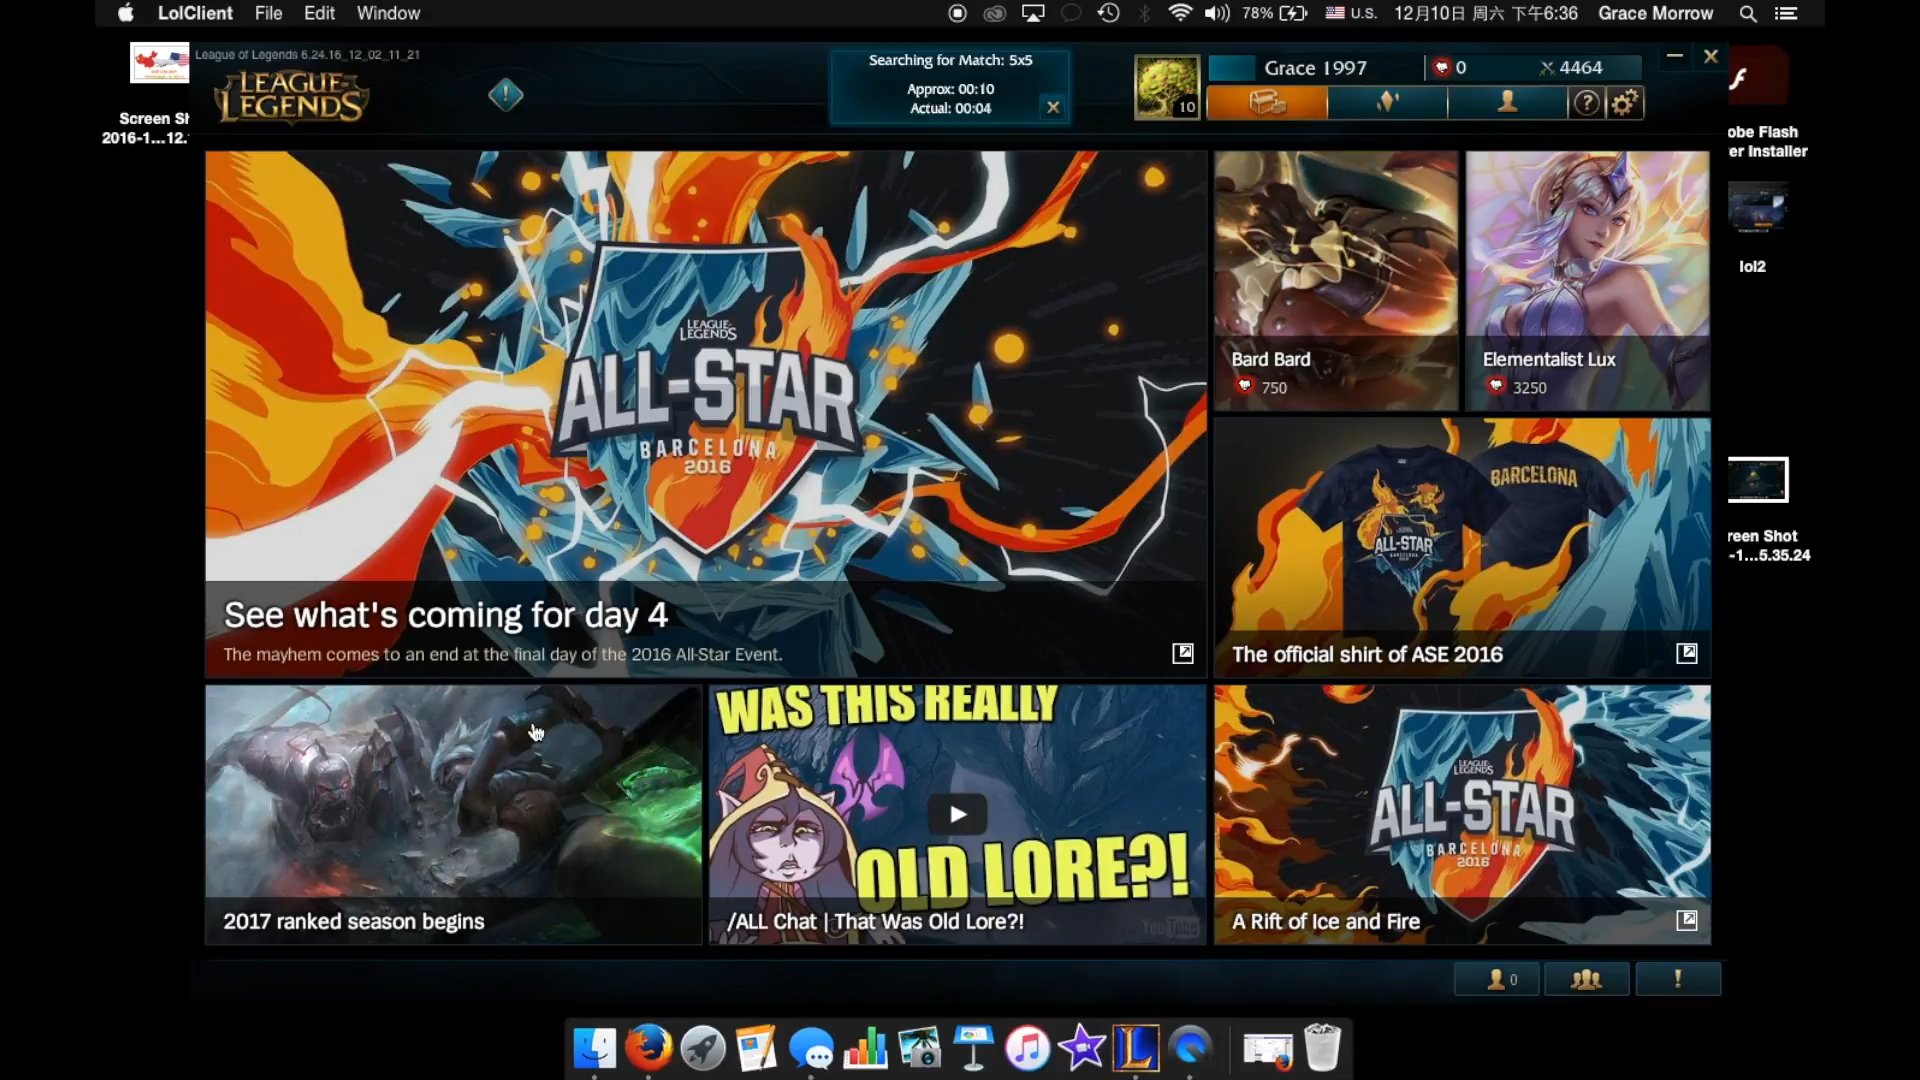 LolClient File Edit Window 78% U.S. 12月10日 周六 下午6:36 Grace Morrow
League of Legends 6.24.16_12_02_11_21
LEAGUE OF LEGENDS
Searching for Match: 5x5
Approx: 00:10
Actual: 00:04
10
Grace 1997 0 4464
?
Screen Sh
2016-1...12.
obe Flash
er Installer
lol2
reen Shot
-1...5.35.24
LEAGUE OF LEGENDS
ALL-STAR
BARCELONA
2016
See what's coming for day 4
The mayhem comes to an end at the final day of the 2016 All-Star Event.
Bard Bard
750
Elementalist Lux
3250
BARCELONA
ALL-STAR
The official shirt of ASE 2016
2017 ranked season begins
WAS THIS REALLY
OLD LORE?!
/ALL Chat | That Was Old Lore?!
YouTube
LEAGUE OF LEGENDS
ALL-STAR
BARCELONA
2016
A Rift of Ice and Fire
0
!
L